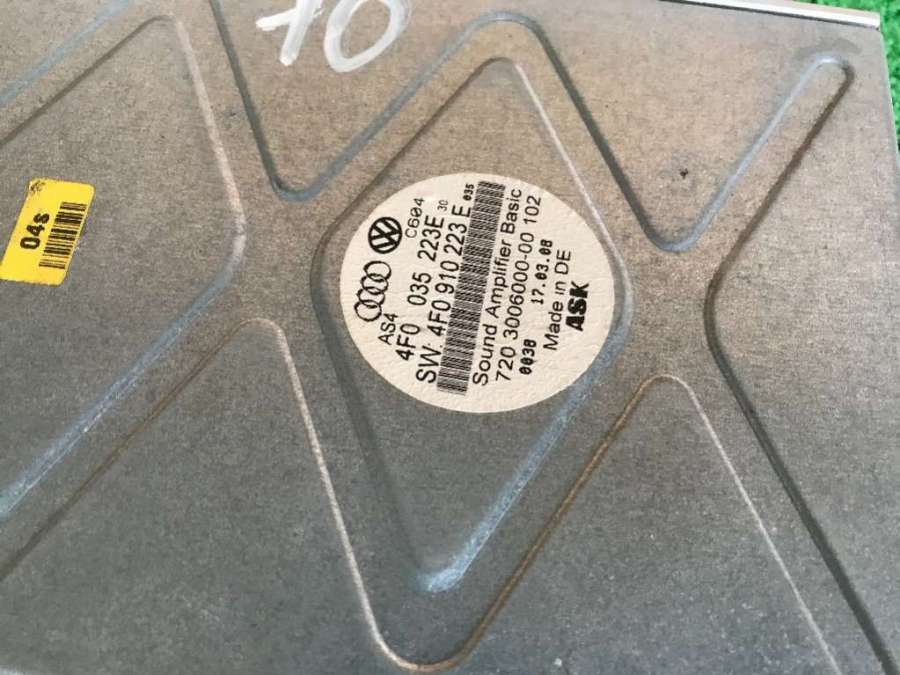 70
04s
C604
AS4
4F0 035 223E 30
SW: 4F0 910 223 E 035
Sound Amplifier Basic
720 3006000-00 102
0038 17.03.08
Made in DE
ASK